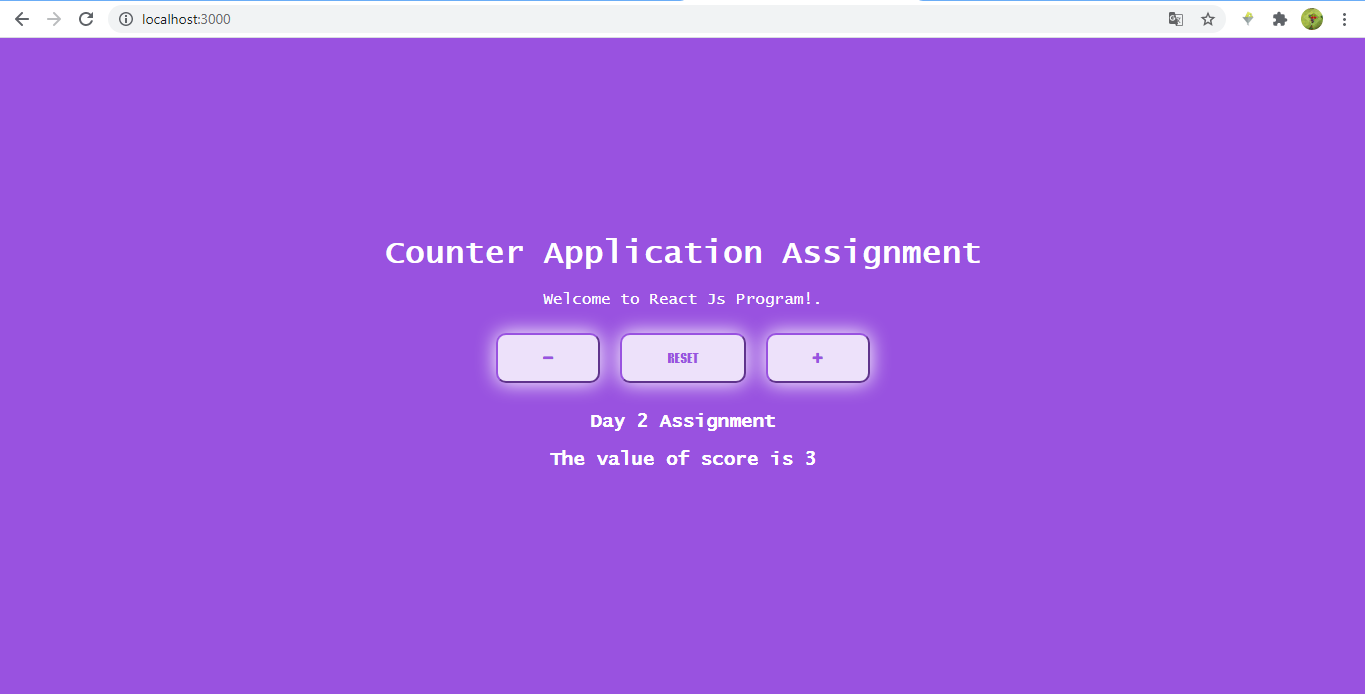 localhost:3000
Counter Application Assignment
Welcome to React Js Program!.
- RESET +
Day 2 Assignment
The value of score is 3